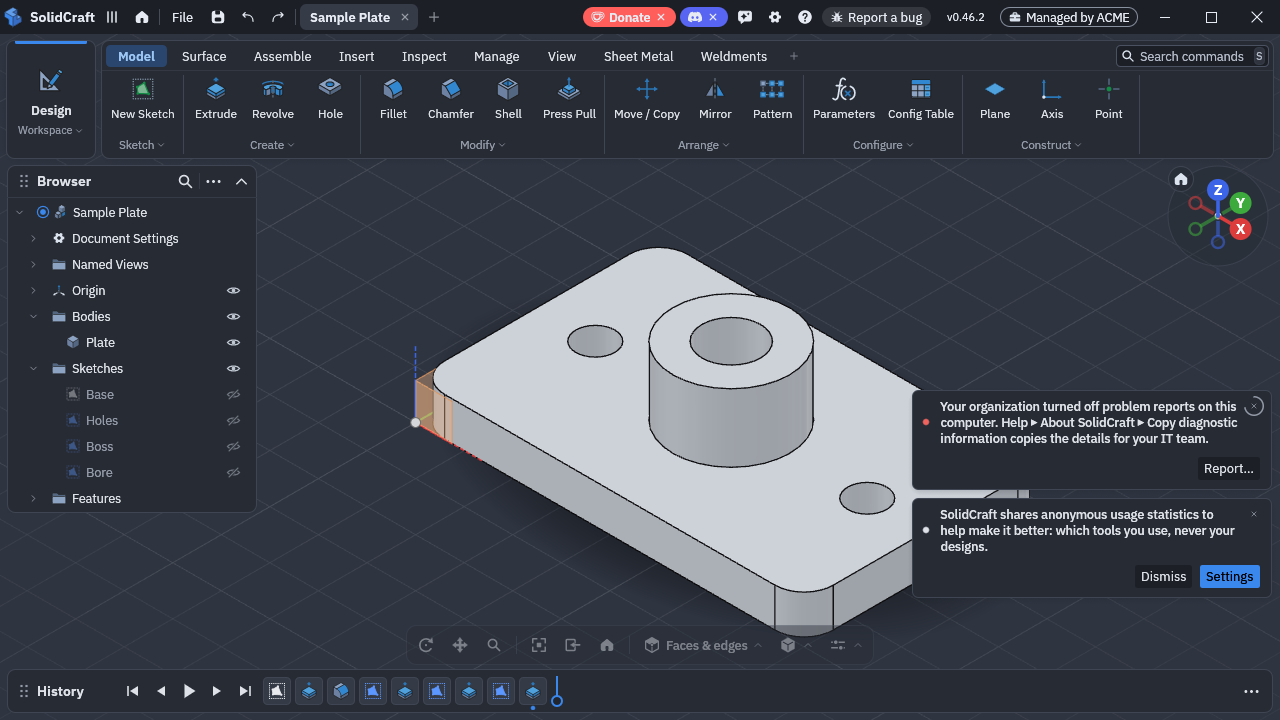 SolidCraft
File
Sample Plate
Donate
Report a bug
v0.46.2
Managed by ACME
Design
Workspace
Model
Surface
Assemble
Insert
Inspect
Manage
View
Sheet Metal
Weldments
Search commands
S
New Sketch
Extrude
Revolve
Hole
Fillet
Chamfer
Shell
Press Pull
Move / Copy
Mirror
Pattern
Parameters
Config Table
Plane
Axis
Point
Sketch
Create
Modify
Arrange
Configure
Construct
Browser
Sample Plate
Document Settings
Named Views
Origin
Bodies
Plate
Sketches
Base
Holes
Boss
Bore
Features
Z
Y
X
Your organization turned off problem reports on this
computer. Help ▸ About SolidCraft ▸ Copy diagnostic
information copies the details for your IT team.
Report...
SolidCraft shares anonymous usage statistics to
help make it better: which tools you use, never your
designs.
Dismiss
Settings
Faces & edges
History